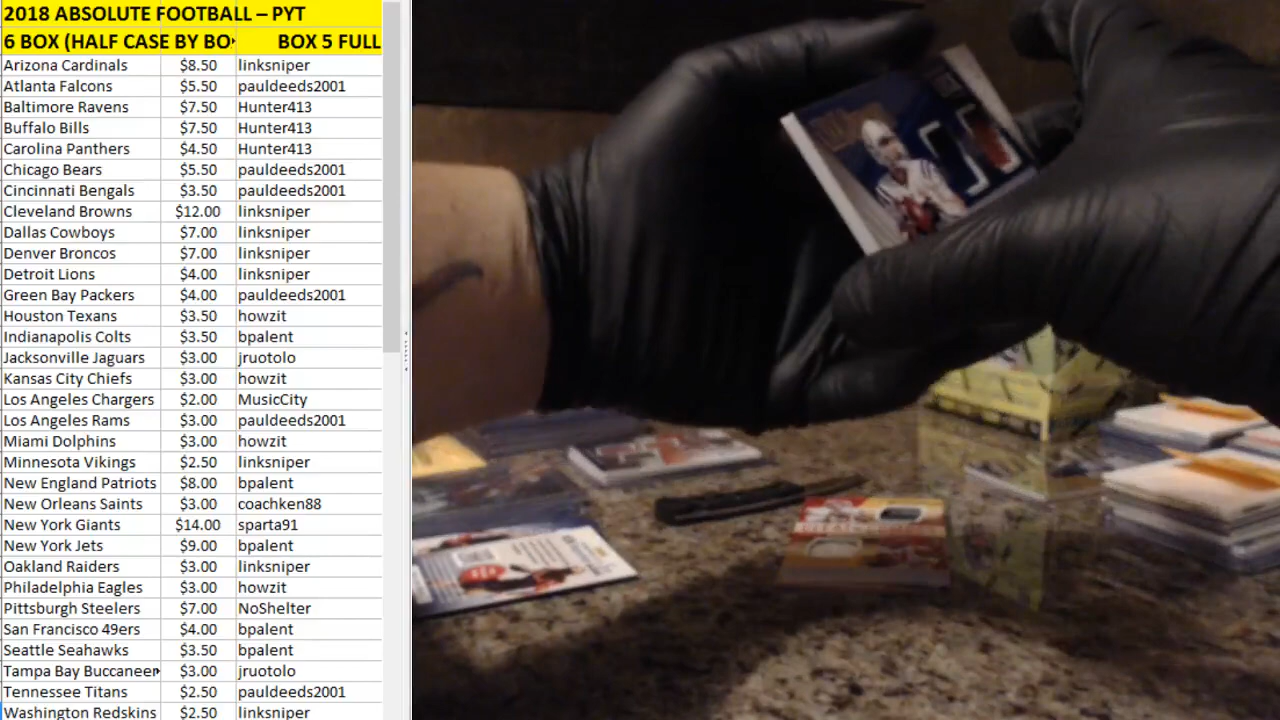 2018 ABSOLUTE FOOTBALL – PYT
6 BOX (HALF CASE BY BO BOX 5 FULL
Arizona Cardinals $8.50 linksniper
Atlanta Falcons $5.50 pauldeeds2001
Baltimore Ravens $7.50 Hunter413
Buffalo Bills $7.50 Hunter413
Carolina Panthers $4.50 Hunter413
Chicago Bears $5.50 pauldeeds2001
Cincinnati Bengals $3.50 pauldeeds2001
Cleveland Browns $12.00 linksniper
Dallas Cowboys $7.00 linksniper
Denver Broncos $7.00 linksniper
Detroit Lions $4.00 linksniper
Green Bay Packers $4.00 pauldeeds2001
Houston Texans $3.50 howzit
Indianapolis Colts $3.50 bpalent
Jacksonville Jaguars $3.00 jruotolo
Kansas City Chiefs $3.00 howzit
Los Angeles Chargers $2.00 MusicCity
Los Angeles Rams $3.00 pauldeeds2001
Miami Dolphins $3.00 howzit
Minnesota Vikings $2.50 linksniper
New England Patriots $8.00 bpalent
New Orleans Saints $3.00 coachken88
New York Giants $14.00 sparta91
New York Jets $9.00 bpalent
Oakland Raiders $3.00 linksniper
Philadelphia Eagles $3.00 howzit
Pittsburgh Steelers $7.00 NoShelter
San Francisco 49ers $4.00 bpalent
Seattle Seahawks $3.50 bpalent
Tampa Bay Buccaneer $3.00 jruotolo
Tennessee Titans $2.50 pauldeeds2001
Washington Redskins $2.50 linksniper